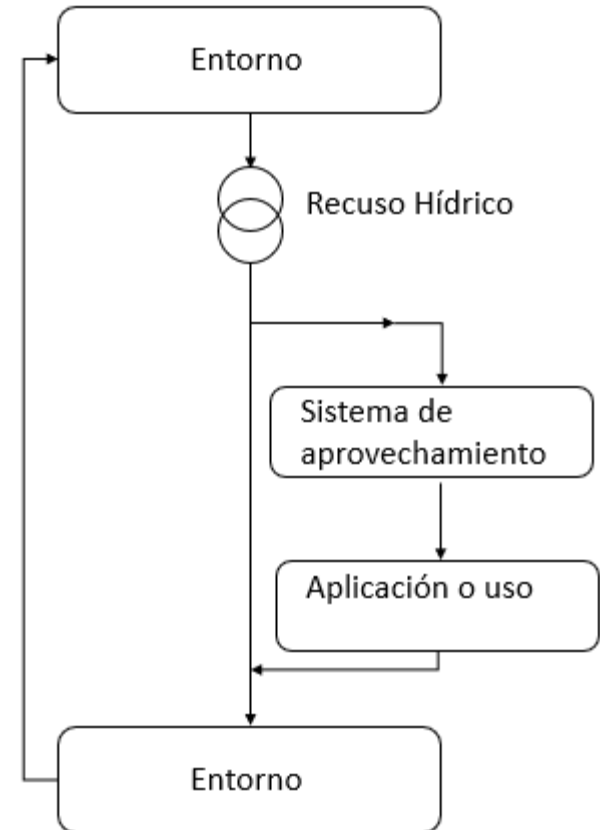 Entorno
Recuso Hídrico
Sistema de
aprovechamiento
Aplicación o uso
Entorno